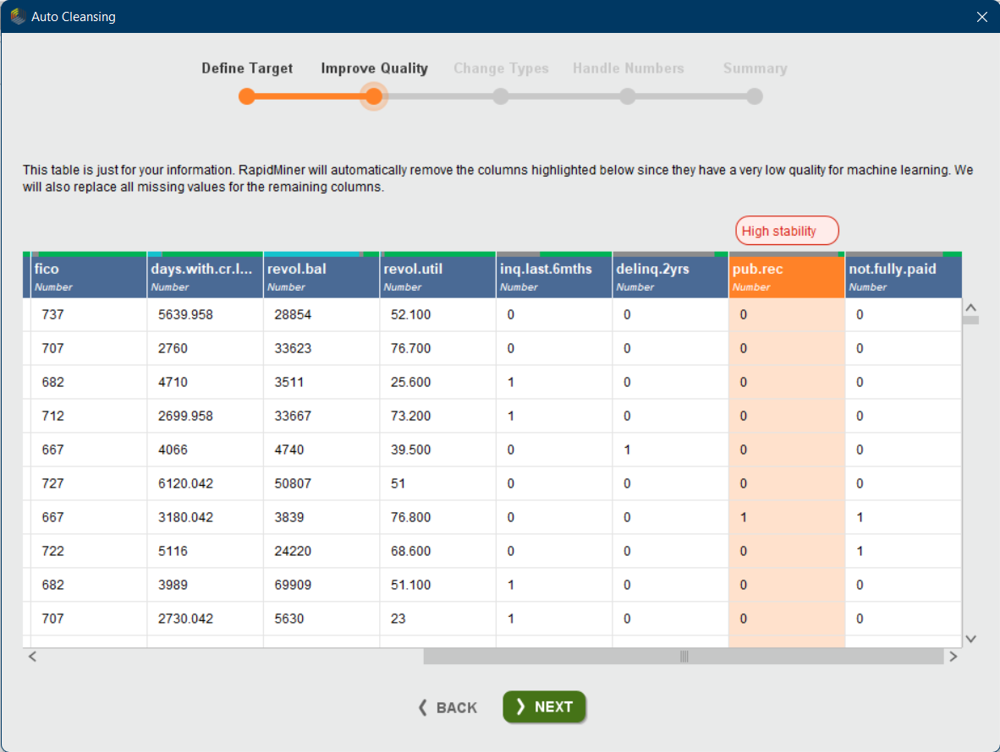 Auto Cleansing
Define Target Improve Quality Change Types Handle Numbers Summary
This table is just for your information. RapidMiner will automatically remove the columns highlighted below since they have a very low quality for machine learning. We
will also replace all missing values for the remaining columns.
High stability
fico days.with.cr.l... revol.bal revol.util inq.last.6mths delinq.2yrs pub.rec not.fully.paid
Number Number Number Number Number Number Number Number
737 5639.958 28854 52.100 0 0 0 0
707 2760 33623 76.700 0 0 0 0
682 4710 3511 25.600 1 0 0 0
712 2699.958 33667 73.200 1 0 0 0
667 4066 4740 39.500 0 1 0 0
727 6120.042 50807 51 0 0 0 0
667 3180.042 3839 76.800 0 0 1 1
722 5116 24220 68.600 0 0 0 1
682 3989 69909 51.100 1 0 0 0
707 2730.042 5630 23 1 0 0 0
BACK NEXT